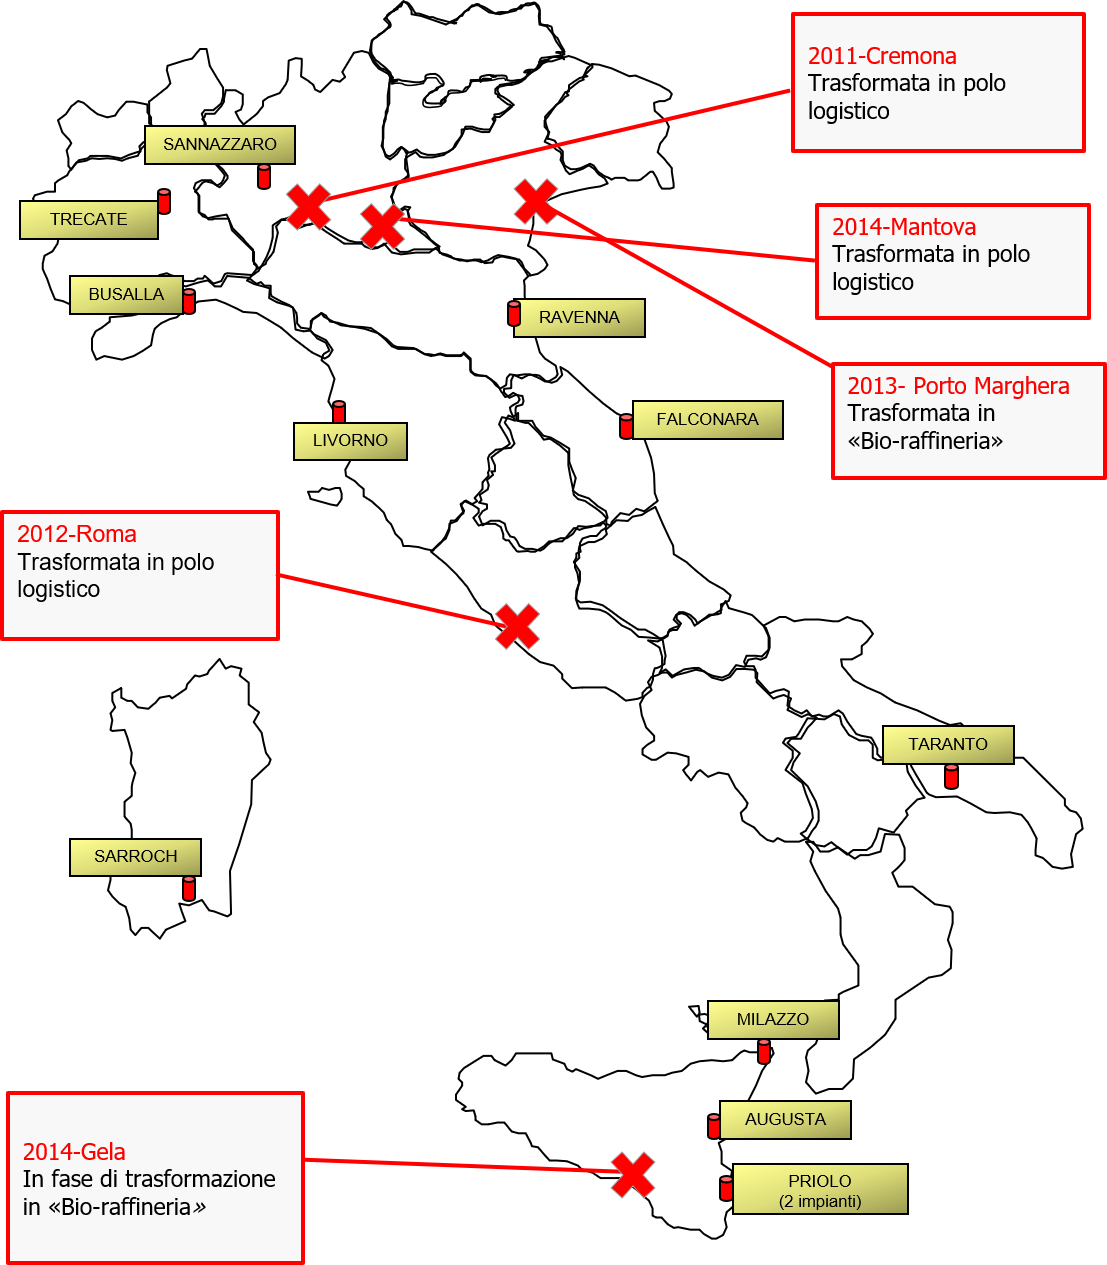 2011-Cremona
Trasformata in polo
logistico
SANNAZZARO
TRECATE
2014-Mantova
Trasformata in polo
logistico
BUSALLA
RAVENNA
2013- Porto Marghera
Trasformata in
«Bio-raffineria»
FALCONARA
LIVORNO
2012-Roma
Trasformata in polo
logistico
TARANTO
SARROCH
MILAZZO
AUGUSTA
2014-Gela
In fase di trasformazione
in «Bio-raffineria»
PRIOLO
(2 impianti)